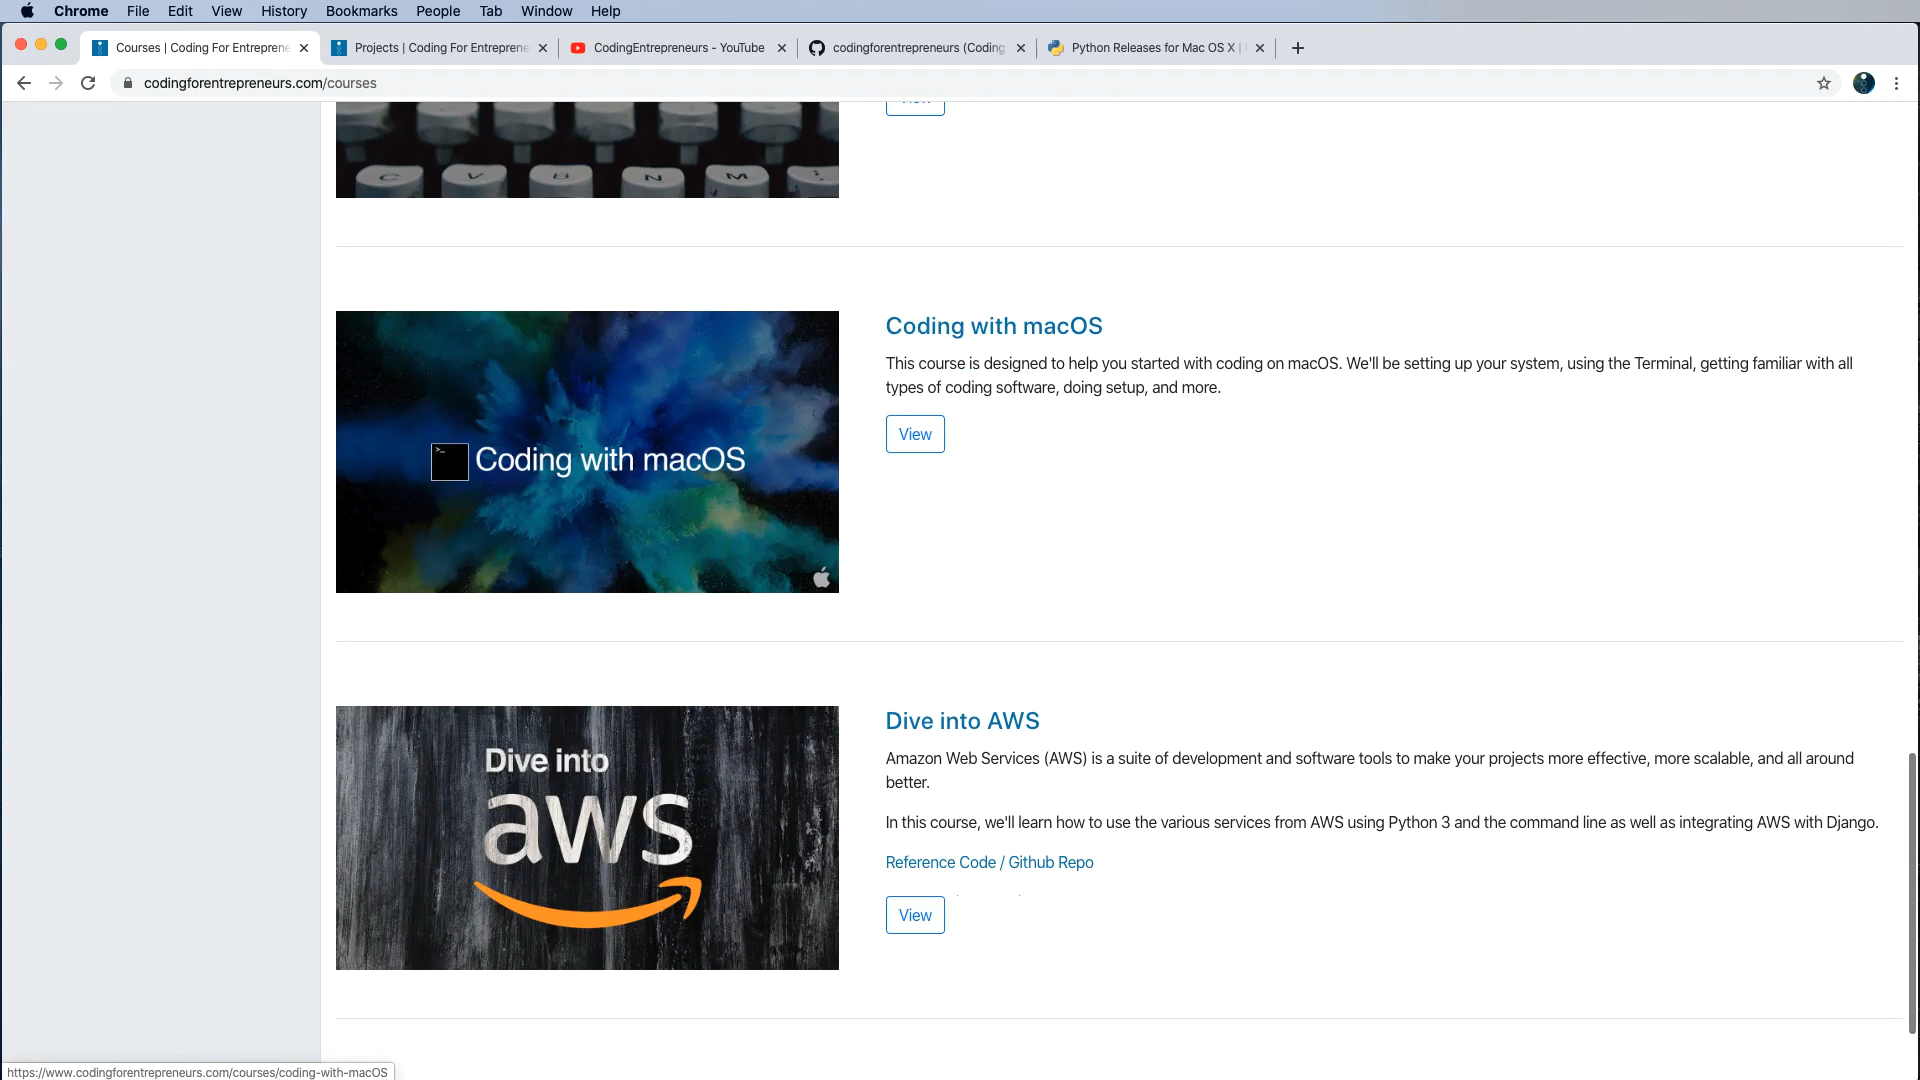 Chrome File Edit View History Bookmarks People Tab Window Help
Courses | Coding For Entreprene
Projects | Coding For Entreprene
CodingEntrepreneurs - YouTube
codingforentrepreneurs (Coding
Python Releases for Mac OS X |
codingforentrepreneurs.com/courses
C V B N M
Coding with macOS
This course is designed to help you started with coding on macOS. We'll be setting up your system, using the Terminal, getting familiar with all
types of coding software, doing setup, and more.
View
>_ Coding with macOS
Dive into AWS
Amazon Web Services (AWS) is a suite of development and software tools to make your projects more effective, more scalable, and all around
better.
In this course, we'll learn how to use the various services from AWS using Python 3 and the command line as well as integrating AWS with Django.
Reference Code / Github Repo
View
Dive into
aws
https://www.codingforentrepreneurs.com/courses/coding-with-macOS